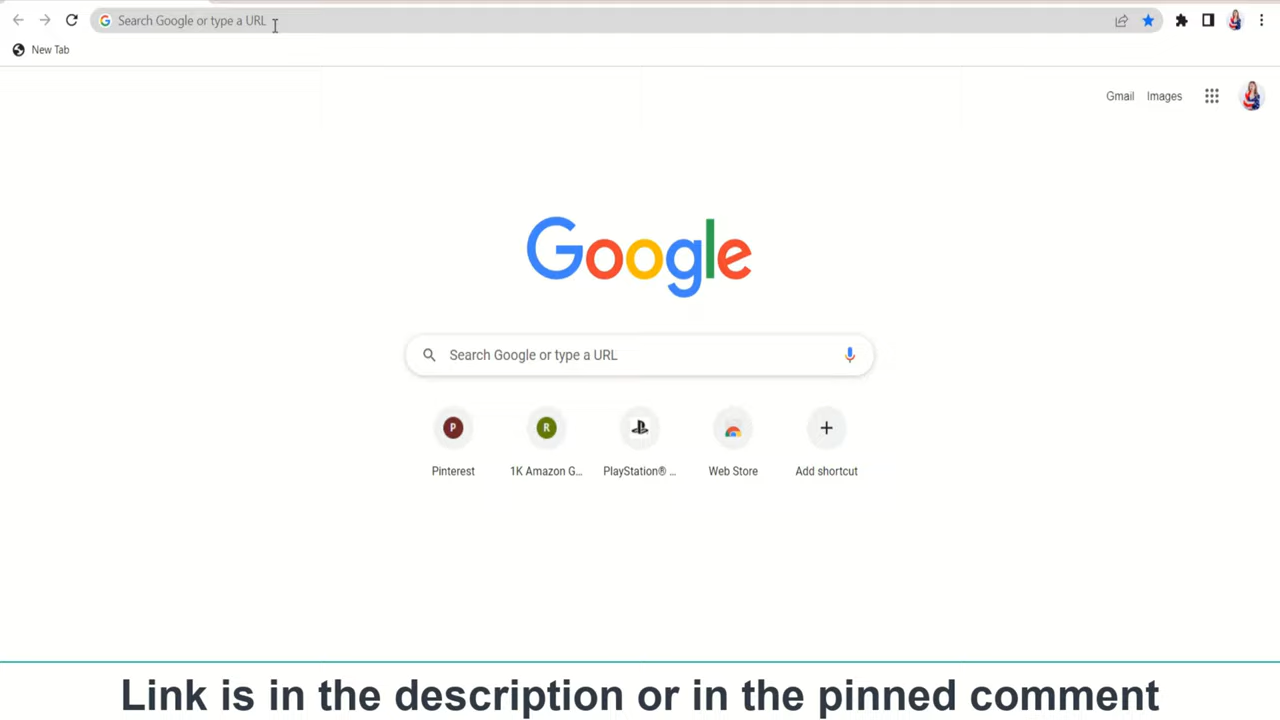 Search Google or type a URL
New Tab
Gmail Images
Google
Search Google or type a URL
P R
Pinterest 1K Amazon G... PlayStation® ... Web Store Add shortcut
Link is in the description or in the pinned comment